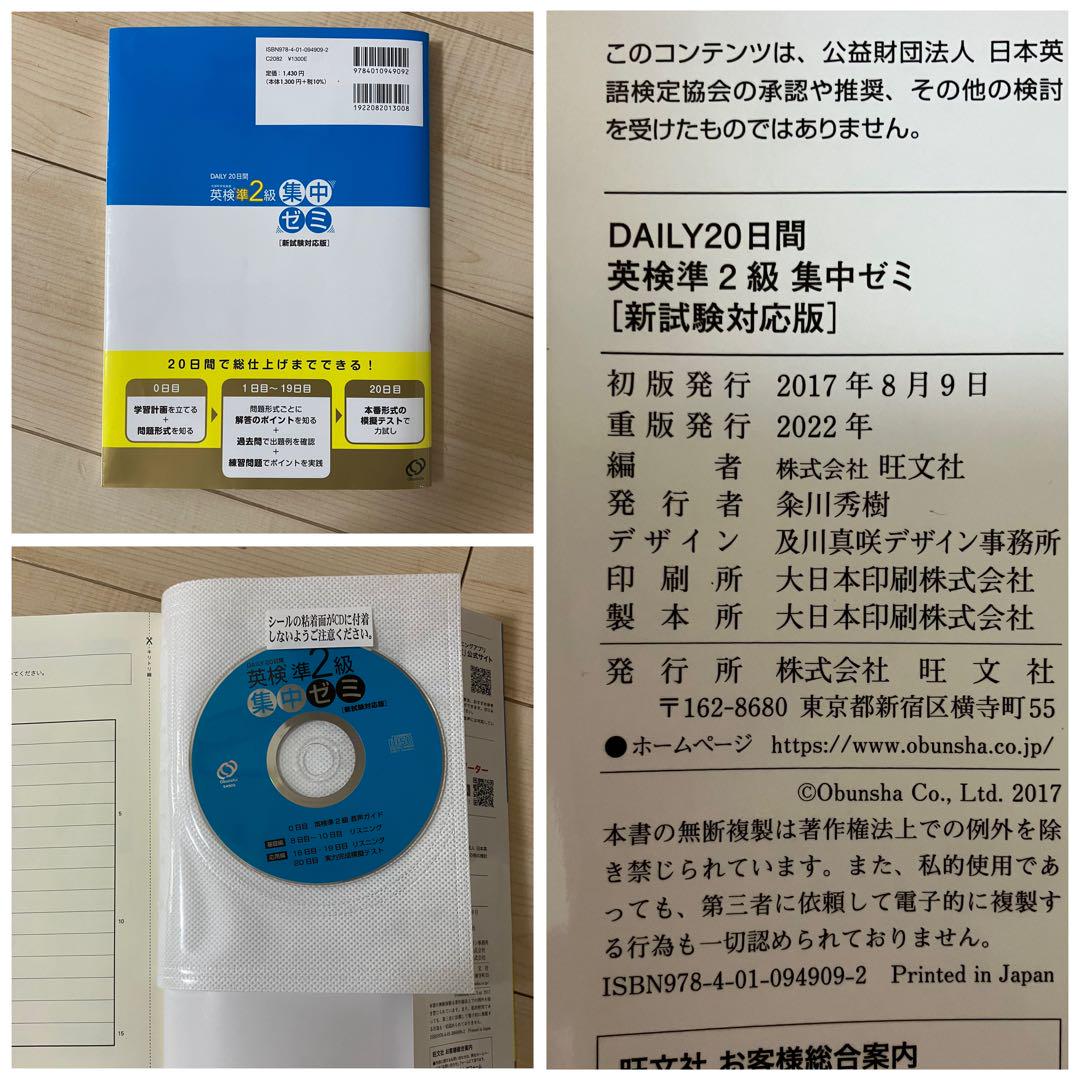 ISBN978-4-01-094909-2
C2082 ¥1300E
定価：1,430円
(本体1,300円+税10%)
9784010949092
1922082013008
DAILY 20日間
英検準2級 集中
ゼミ
[新試験対応版]
20日間で総仕上げまでできる！
0日目
学習計画を立てる
+
問題形式を知る
1日目〜19日目
問題形式ごとに
解答のポイントを知る
+
過去問で出題例を確認
+
練習問題でポイントを実践
20日目
本番形式の
模擬テストで
力試し
シールの粘着面がCDに付着
しないようご注意ください。
DAILY 20日間
英検準2級
集中ゼミ
[新試験対応版]
Obunsha
0日目 英検準2級 音声ガイド
基礎編 8日目〜10日目 リスニング
応用編 18日目・19日目 リスニング
20日目 実力完成模擬テスト
キリトリ線
5
10
15
このコンテンツは、公益財団法人 日本英
語検定協会の承認や推奨、その他の検討
を受けたものではありません。
DAILY20日間
英検準2級 集中ゼミ
[新試験対応版]
初版発行 2017年8月9日
重版発行 2022年
編者 株式会社 旺文社
発行者 粂川秀樹
デザイン 及川真咲デザイン事務所
印刷所 大日本印刷株式会社
製本所 大日本印刷株式会社
発行所 株式会社 旺文社
〒162-8680 東京都新宿区横寺町55
●ホームページ https://www.obunsha.co.jp/
©Obunsha Co., Ltd. 2017
本書の無断複製は著作権法上での例外を除
き禁じられています。また、私的使用であ
っても、第三者に依頼して電子的に複製す
る行為も一切認められておりません。
ISBN978-4-01-094909-2 Printed in Japan
旺文社 お客様総合案内